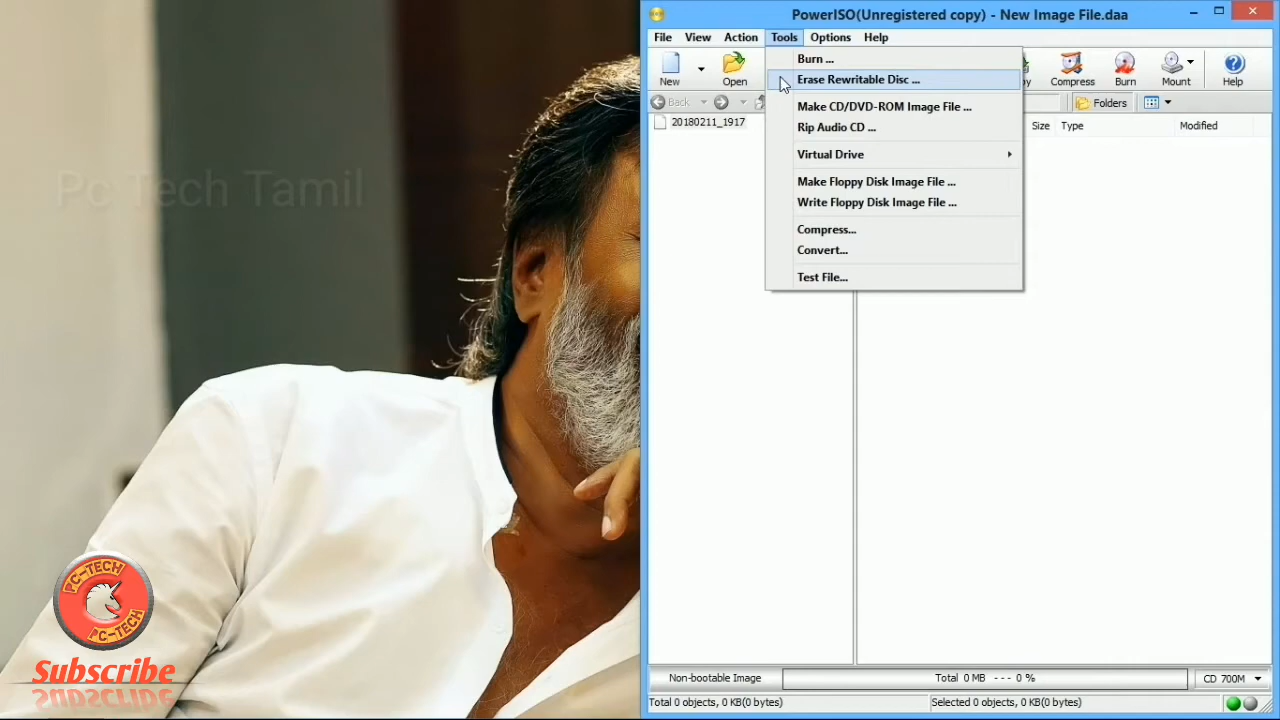 PowerISO(Unregistered copy) - New Image File.daa
File View Action Tools Options Help
New Open Compress Burn Mount Help
Back Folders
Pc Tech Tamil
20180211_1917
Size Type Modified
Burn ...
Erase Rewritable Disc ...
Make CD/DVD-ROM Image File ...
Rip Audio CD ...
Virtual Drive
Make Floppy Disk Image File ...
Write Floppy Disk Image File ...
Compress...
Convert...
Test File...
PC-TECH
PC-TECH
Subscribe
Non-bootable Image Total 0 MB --- 0 % CD 700M
Total 0 objects, 0 KB(0 bytes) Selected 0 objects, 0 KB(0 bytes)